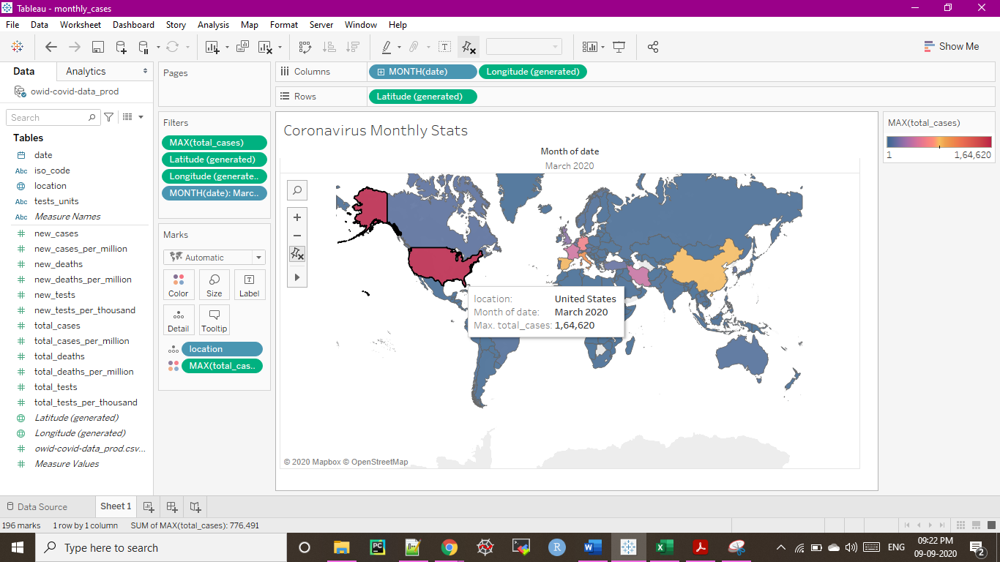 Tableau - monthly_cases
File Data Worksheet Dashboard Story Analysis Map Format Server Window Help
Show Me
Data Analytics
owid-covid-data_prod
Search
Tables
date
Abc iso_code
location
Abc tests_units
Abc Measure Names
new_cases
new_cases_per_million
new_deaths
new_deaths_per_million
new_tests
new_tests_per_thousand
total_cases
total_cases_per_million
total_deaths
total_deaths_per_million
total_tests
total_tests_per_thousand
Latitude (generated)
Longitude (generated)
owid-covid-data_prod.csv...
Measure Values
Pages
Filters
MAX(total_cases)
Latitude (generated)
Longitude (generate..
MONTH(date): Marc..
Marks
Automatic
Color Size Label
Detail Tooltip
location
MAX(total_cas..
Columns MONTH(date) Longitude (generated)
Rows Latitude (generated)
Coronavirus Monthly Stats
Month of date
March 2020
location: United States
Month of date: March 2020
Max. total_cases: 1,64,620
© 2020 Mapbox © OpenStreetMap
MAX(total_cases)
1 1,64,620
Data Source Sheet 1
196 marks 1 row by 1 column SUM of MAX(total_cases): 776,491
Type here to search
ENG
09:22 PM
09-09-2020
2